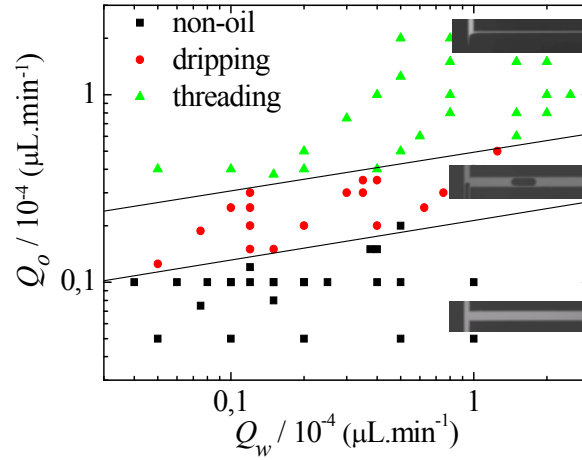 non-oil
dripping
threading
1
0,1
Q_o / 10⁻⁴ (µL.min⁻¹)
0,1
1
Q_w / 10⁻⁴ (µL.min⁻¹)